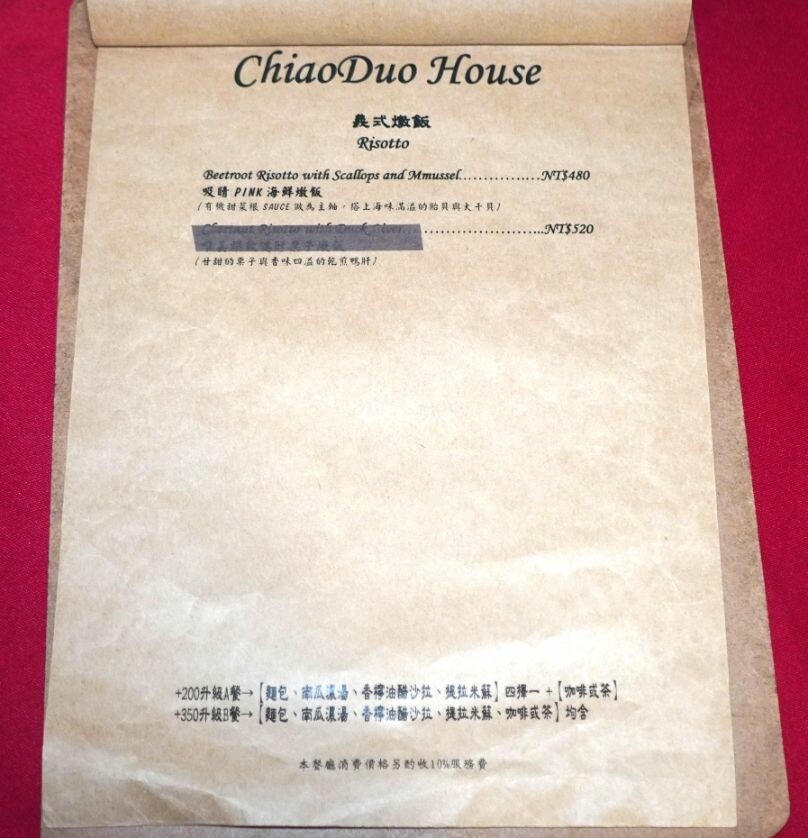 ChiaoDuo House
義式燉飯
Risotto
Beetroot Risotto with Scallops and Mmussel................NT$480
吸睛 PINK 海鮮燉飯
(有機甜菜根 SAUCE 做為主軸，搭上海味滿溢的貽貝與大干貝)
Chestnut Risotto with Duck Liver........................NT$520
(甘甜的栗子與香味四溢的乾煎鴨肝)
+200升級A餐→【麵包、南瓜濃湯、香檸油醋沙拉、提拉米蘇】四擇一 +【咖啡或茶】
+350升級B餐→【麵包、南瓜濃湯、香檸油醋沙拉、提拉米蘇、咖啡或茶】均含
本餐廳消費價格另酌收10%服務費